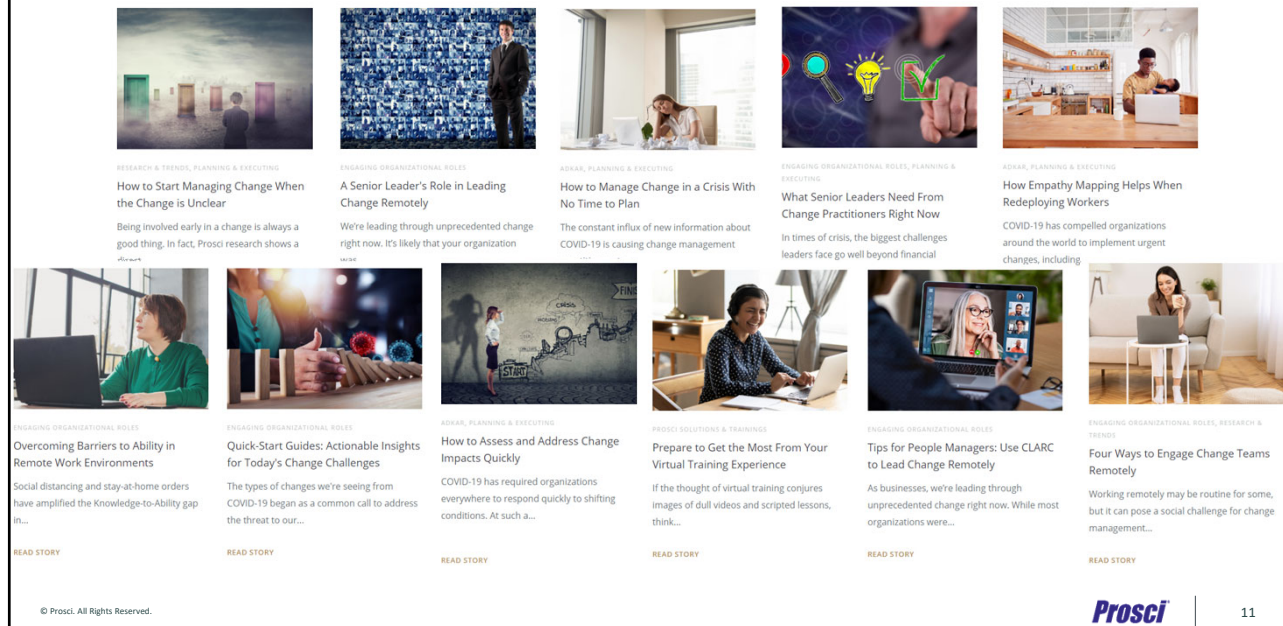 RESEARCH & TRENDS, PLANNING & EXECUTING
How to Start Managing Change When
the Change is Unclear
Being involved early in a change is always a
good thing. In fact, Prosci research shows a
direct
ENGAGING ORGANIZATIONAL ROLES
A Senior Leader's Role in Leading
Change Remotely
We're leading through unprecedented change
right now. It's likely that your organization
was
ADKAR, PLANNING & EXECUTING
How to Manage Change in a Crisis With
No Time to Plan
The constant influx of new information about
COVID-19 is causing change management
ENGAGING ORGANIZATIONAL ROLES, PLANNING &
EXECUTING
What Senior Leaders Need From
Change Practitioners Right Now
In times of crisis, the biggest challenges
leaders face go well beyond financial
ADKAR, PLANNING & EXECUTING
How Empathy Mapping Helps When
Redeploying Workers
COVID-19 has compelled organizations
around the world to implement urgent
changes, including
ENGAGING ORGANIZATIONAL ROLES
Overcoming Barriers to Ability in
Remote Work Environments
Social distancing and stay-at-home orders
have amplified the Knowledge-to-Ability gap
in...
READ STORY
ENGAGING ORGANIZATIONAL ROLES
Quick-Start Guides: Actionable Insights
for Today's Change Challenges
The types of changes we're seeing from
COVID-19 began as a common call to address
the threat to our...
READ STORY
CRISIS
START
ADKAR, PLANNING & EXECUTING
How to Assess and Address Change
Impacts Quickly
COVID-19 has required organizations
everywhere to respond quickly to shifting
conditions. At such a...
READ STORY
PROSCI SOLUTIONS & TRAININGS
Prepare to Get the Most From Your
Virtual Training Experience
If the thought of virtual training conjures
images of dull videos and scripted lessons,
think...
READ STORY
ENGAGING ORGANIZATIONAL ROLES
Tips for People Managers: Use CLARC
to Lead Change Remotely
As businesses, we're leading through
unprecedented change right now. While most
organizations were...
READ STORY
ENGAGING ORGANIZATIONAL ROLES, RESEARCH &
TRENDS
Four Ways to Engage Change Teams
Remotely
Working remotely may be routine for some,
but it can pose a social challenge for change
management...
READ STORY
© Prosci. All Rights Reserved.
Prosci
11